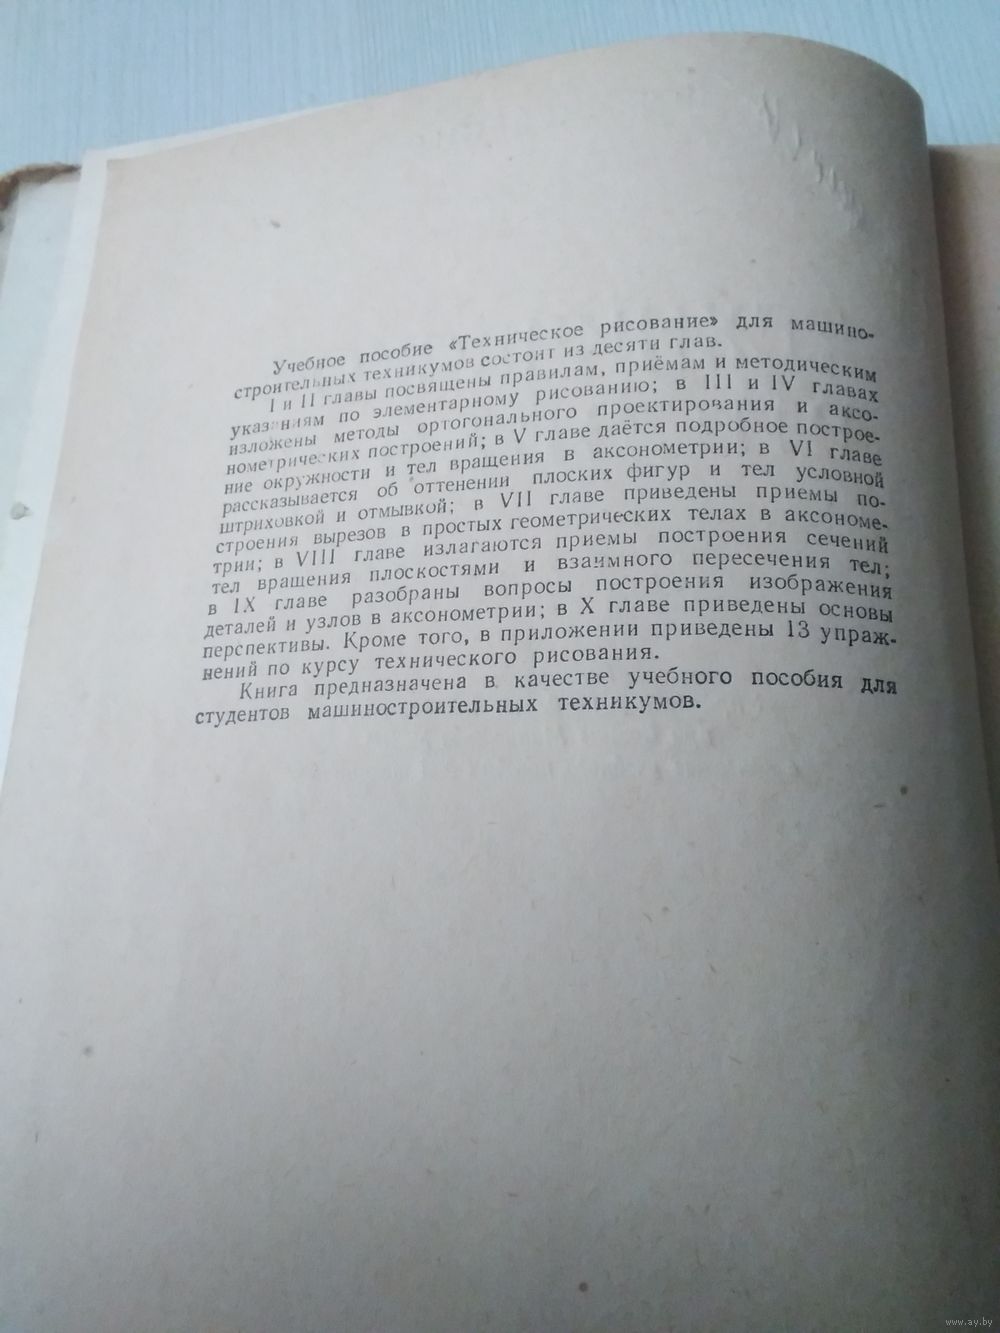 Учебное пособие «Техническое рисование» для машино-
строительных техникумов состоит из десяти глав.
I и II главы посвящены правилам, приёмам и методическим
указаниям по элементарному рисованию; в III и IV главах
изложены методы ортогонального проектирования и аксо-
нометрических построений; в V главе даётся подробное построе-
ние окружности и тел вращения в аксонометрии; в VI главе
рассказывается об оттенении плоских фигур и тел условной
штриховкой и отмывкой; в VII главе приведены приемы по-
строения вырезов в простых геометрических телах в аксономе-
трии; в VIII главе излагаются приемы построения сечений
тел вращения плоскостями и взаимного пересечения тел;
в IX главе разобраны вопросы построения изображения
деталей и узлов в аксонометрии; в X главе приведены основы
перспективы. Кроме того, в приложении приведены 13 упраж-
нений по курсу технического рисования.
Книга предназначена в качестве учебного пособия для
студентов машиностроительных техникумов.
www.ay.by